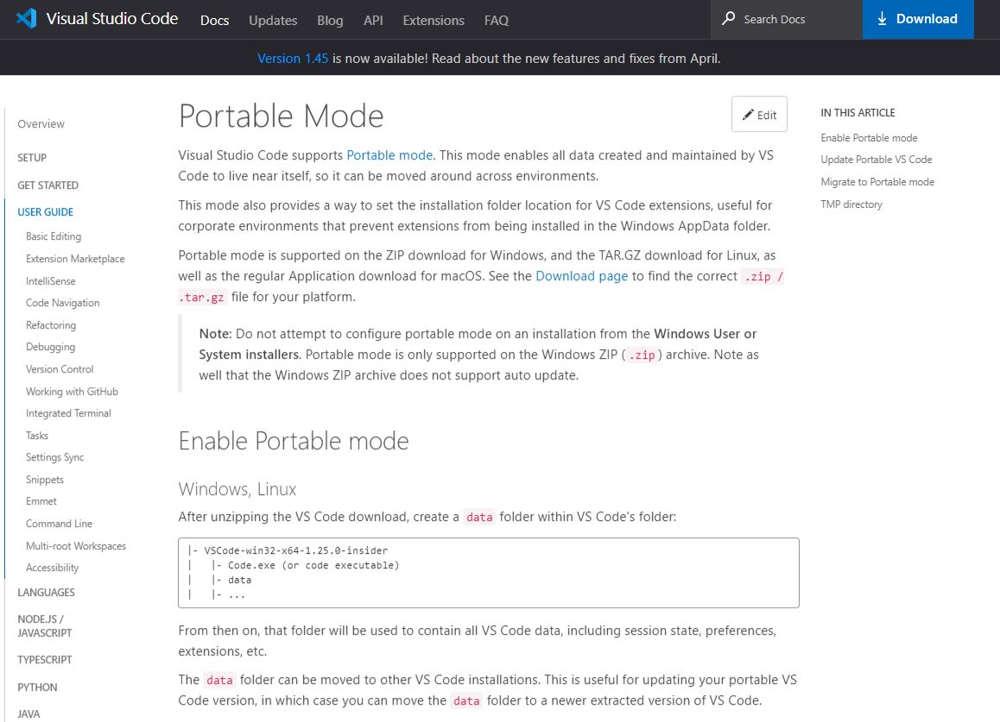 Visual Studio Code Docs Updates Blog API Extensions FAQ Search Docs Download
Version 1.45 is now available! Read about the new features and fixes from April.
Overview
SETUP
GET STARTED
USER GUIDE
Basic Editing
Extension Marketplace
IntelliSense
Code Navigation
Refactoring
Debugging
Version Control
Working with GitHub
Integrated Terminal
Tasks
Settings Sync
Snippets
Emmet
Command Line
Multi-root Workspaces
Accessibility
LANGUAGES
NODE.JS /
JAVASCRIPT
TYPESCRIPT
PYTHON
JAVA
Portable Mode
Edit
Visual Studio Code supports Portable mode. This mode enables all data created and maintained by VS
Code to live near itself, so it can be moved around across environments.
This mode also provides a way to set the installation folder location for VS Code extensions, useful for
corporate environments that prevent extensions from being installed in the Windows AppData folder.
Portable mode is supported on the ZIP download for Windows, and the TAR.GZ download for Linux, as
well as the regular Application download for macOS. See the Download page to find the correct .zip /
.tar.gz file for your platform.
Note: Do not attempt to configure portable mode on an installation from the Windows User or
System installers. Portable mode is only supported on the Windows ZIP (.zip) archive. Note as
well that the Windows ZIP archive does not support auto update.
Enable Portable mode
Windows, Linux
After unzipping the VS Code download, create a data folder within VS Code's folder:
|- VSCode-win32-x64-1.25.0-insider
|   |- Code.exe (or code executable)
|   |- data
|   |- ...
From then on, that folder will be used to contain all VS Code data, including session state, preferences,
extensions, etc.
The data folder can be moved to other VS Code installations. This is useful for updating your portable VS
Code version, in which case you can move the data folder to a newer extracted version of VS Code.
IN THIS ARTICLE
Enable Portable mode
Update Portable VS Code
Migrate to Portable mode
TMP directory